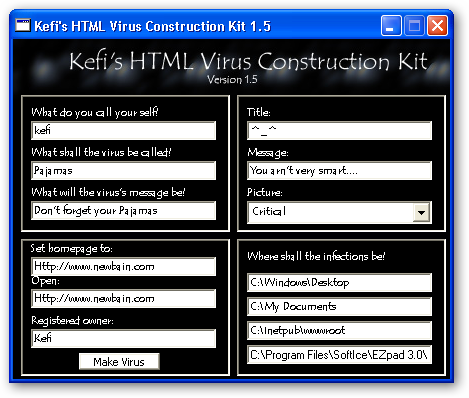 Kefi's HTML Virus Construction Kit 1.5
Kefi's HTML Virus Construction Kit
Version 1.5
What do you call your self?
kefi
What shall the virus be called?
Pajamas
What will the virus's message be?
Don't forget your Pajamas
Title:
^_^
Message:
You arn't very smart....
Picture:
Critical
Set homepage to:
Http://www.newbain.com
Open:
Http://www.newbain.com
Registered owner:
Kefi
Make Virus
Where shall the infections be?
C:\Windows\Desktop
C:\My Documents
C:\Inetpub\wwwroot
C:\Program Files\SoftIce\EZpad 3.0\